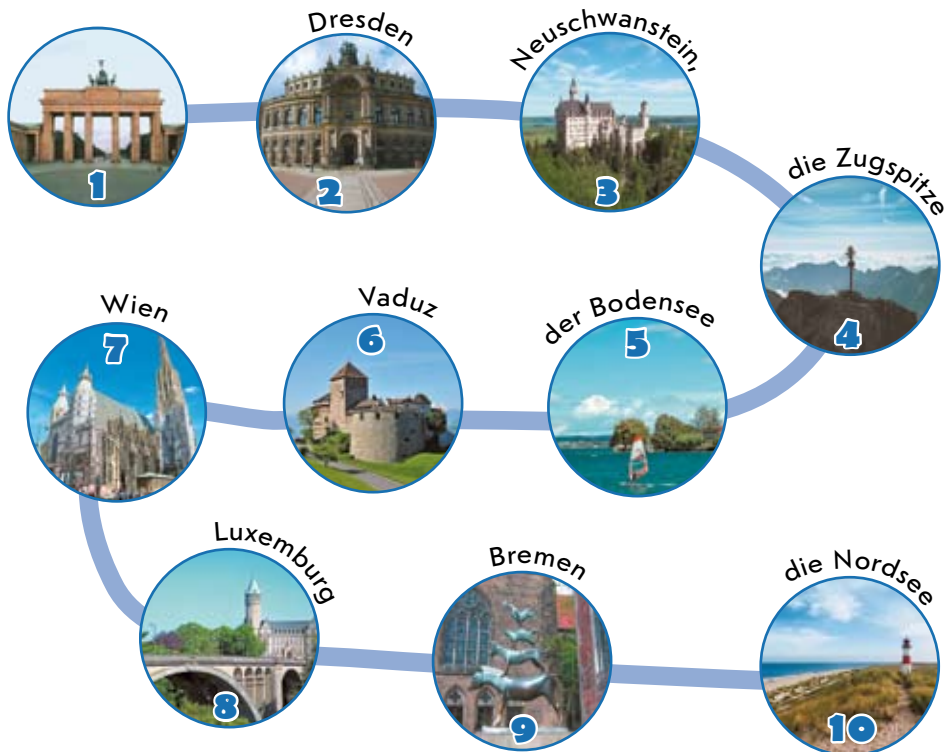 1
Dresden
2
Neuschwanstein,
3
die Zugspitze
4
der Bodensee
5
Vaduz
6
Wien
7
Luxemburg
8
Bremen
9
die Nordsee
10